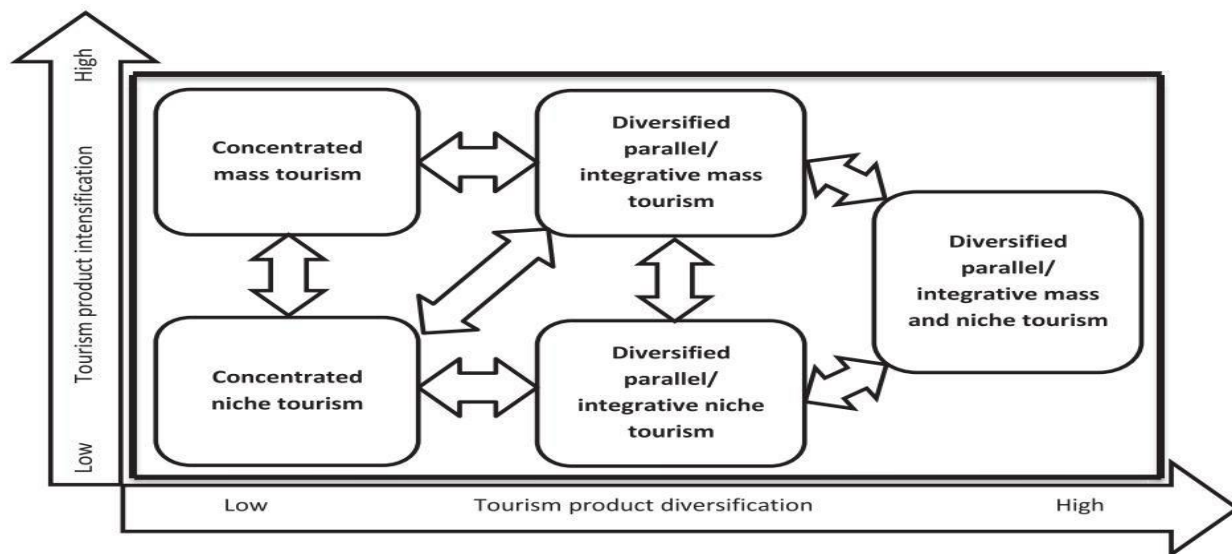 High
Tourism product intensification
Low
Concentrated
mass tourism
Diversified
parallel/
integrative mass
tourism
Diversified
parallel/
integrative mass
and niche tourism
Concentrated
niche tourism
Diversified
parallel/
integrative niche
tourism
Low
Tourism product diversification
High